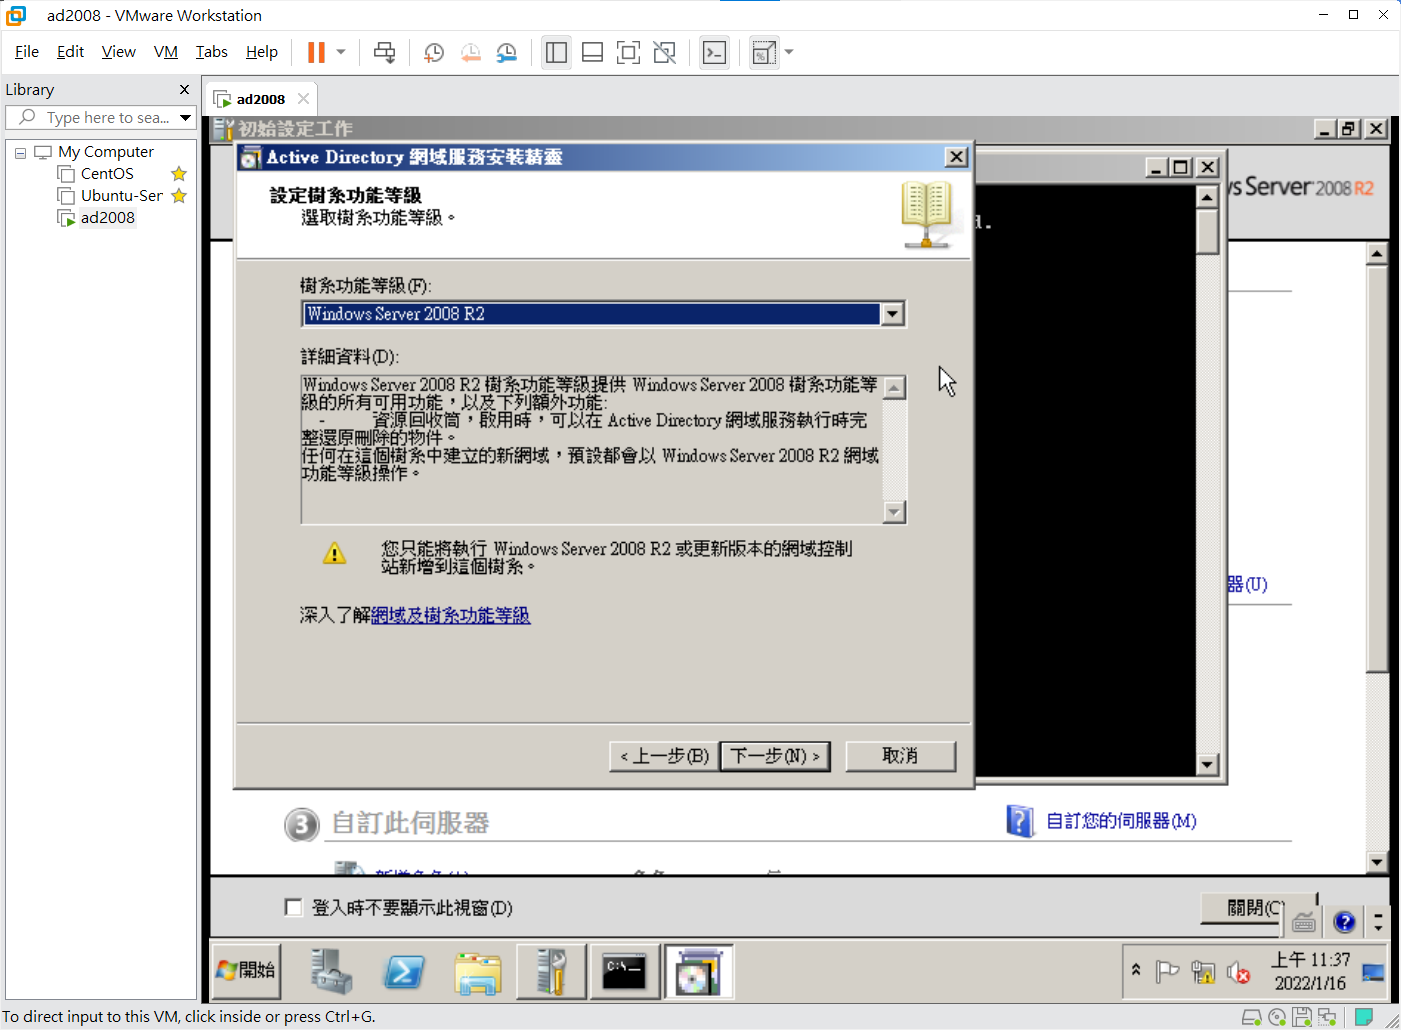 ad2008 - VMware Workstation
File Edit View VM Tabs Help
Library
Type here to sea...
My Computer
CentOS
Ubuntu-Ser
ad2008
ad2008
初始設定工作
Active Directory 網域服務安裝精靈
設定樹系功能等級
選取樹系功能等級。
樹系功能等級(F):
Windows Server 2008 R2
詳細資料(D):
Windows Server 2008 R2 樹系功能等級提供 Windows Server 2008 樹系功能等
級的所有可用功能，以及下列額外功能:
- 資源回收筒，啟用時，可以在 Active Directory 網域服務執行時完
整還原刪除的物件。
任何在這個樹系中建立的新網域，預設都會以 Windows Server 2008 R2 網域
功能等級操作。
您只能將執行 Windows Server 2008 R2 或更新版本的網域控制
站新增到這個樹系。
深入了解網域及樹系功能等級
< 上一步(B) 下一步(N) > 取消
d.
ws Server 2008 R2
器(U)
3 自訂此伺服器
自訂您的伺服器(M)
登入時不要顯示此視窗(D)
關閉(C
開始
C:\_
上午 11:37
2022/1/16
To direct input to this VM, click inside or press Ctrl+G.